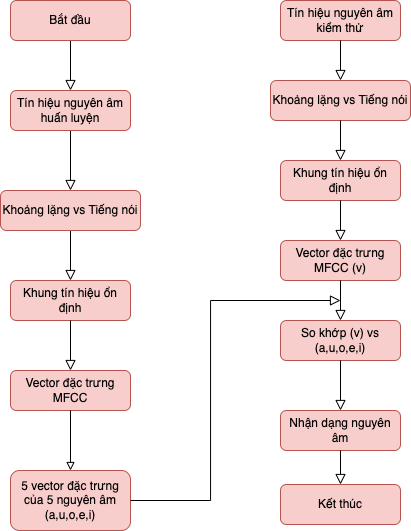 Bắt đầu
Tín hiệu nguyên âm
huấn luyện
Khoảng lặng vs Tiếng nói
Khung tín hiệu ổn
định
Vector đặc trưng
MFCC
5 vector đặc trưng
của 5 nguyên âm
(a,u,o,e,i)
Tín hiệu nguyên âm
kiểm thử
Khoảng lặng vs Tiếng nói
Khung tín hiệu ổn
định
Vector đặc trưng
MFCC (v)
So khớp (v) vs
(a,u,o,e,i)
Nhận dạng nguyên
âm
Kết thúc